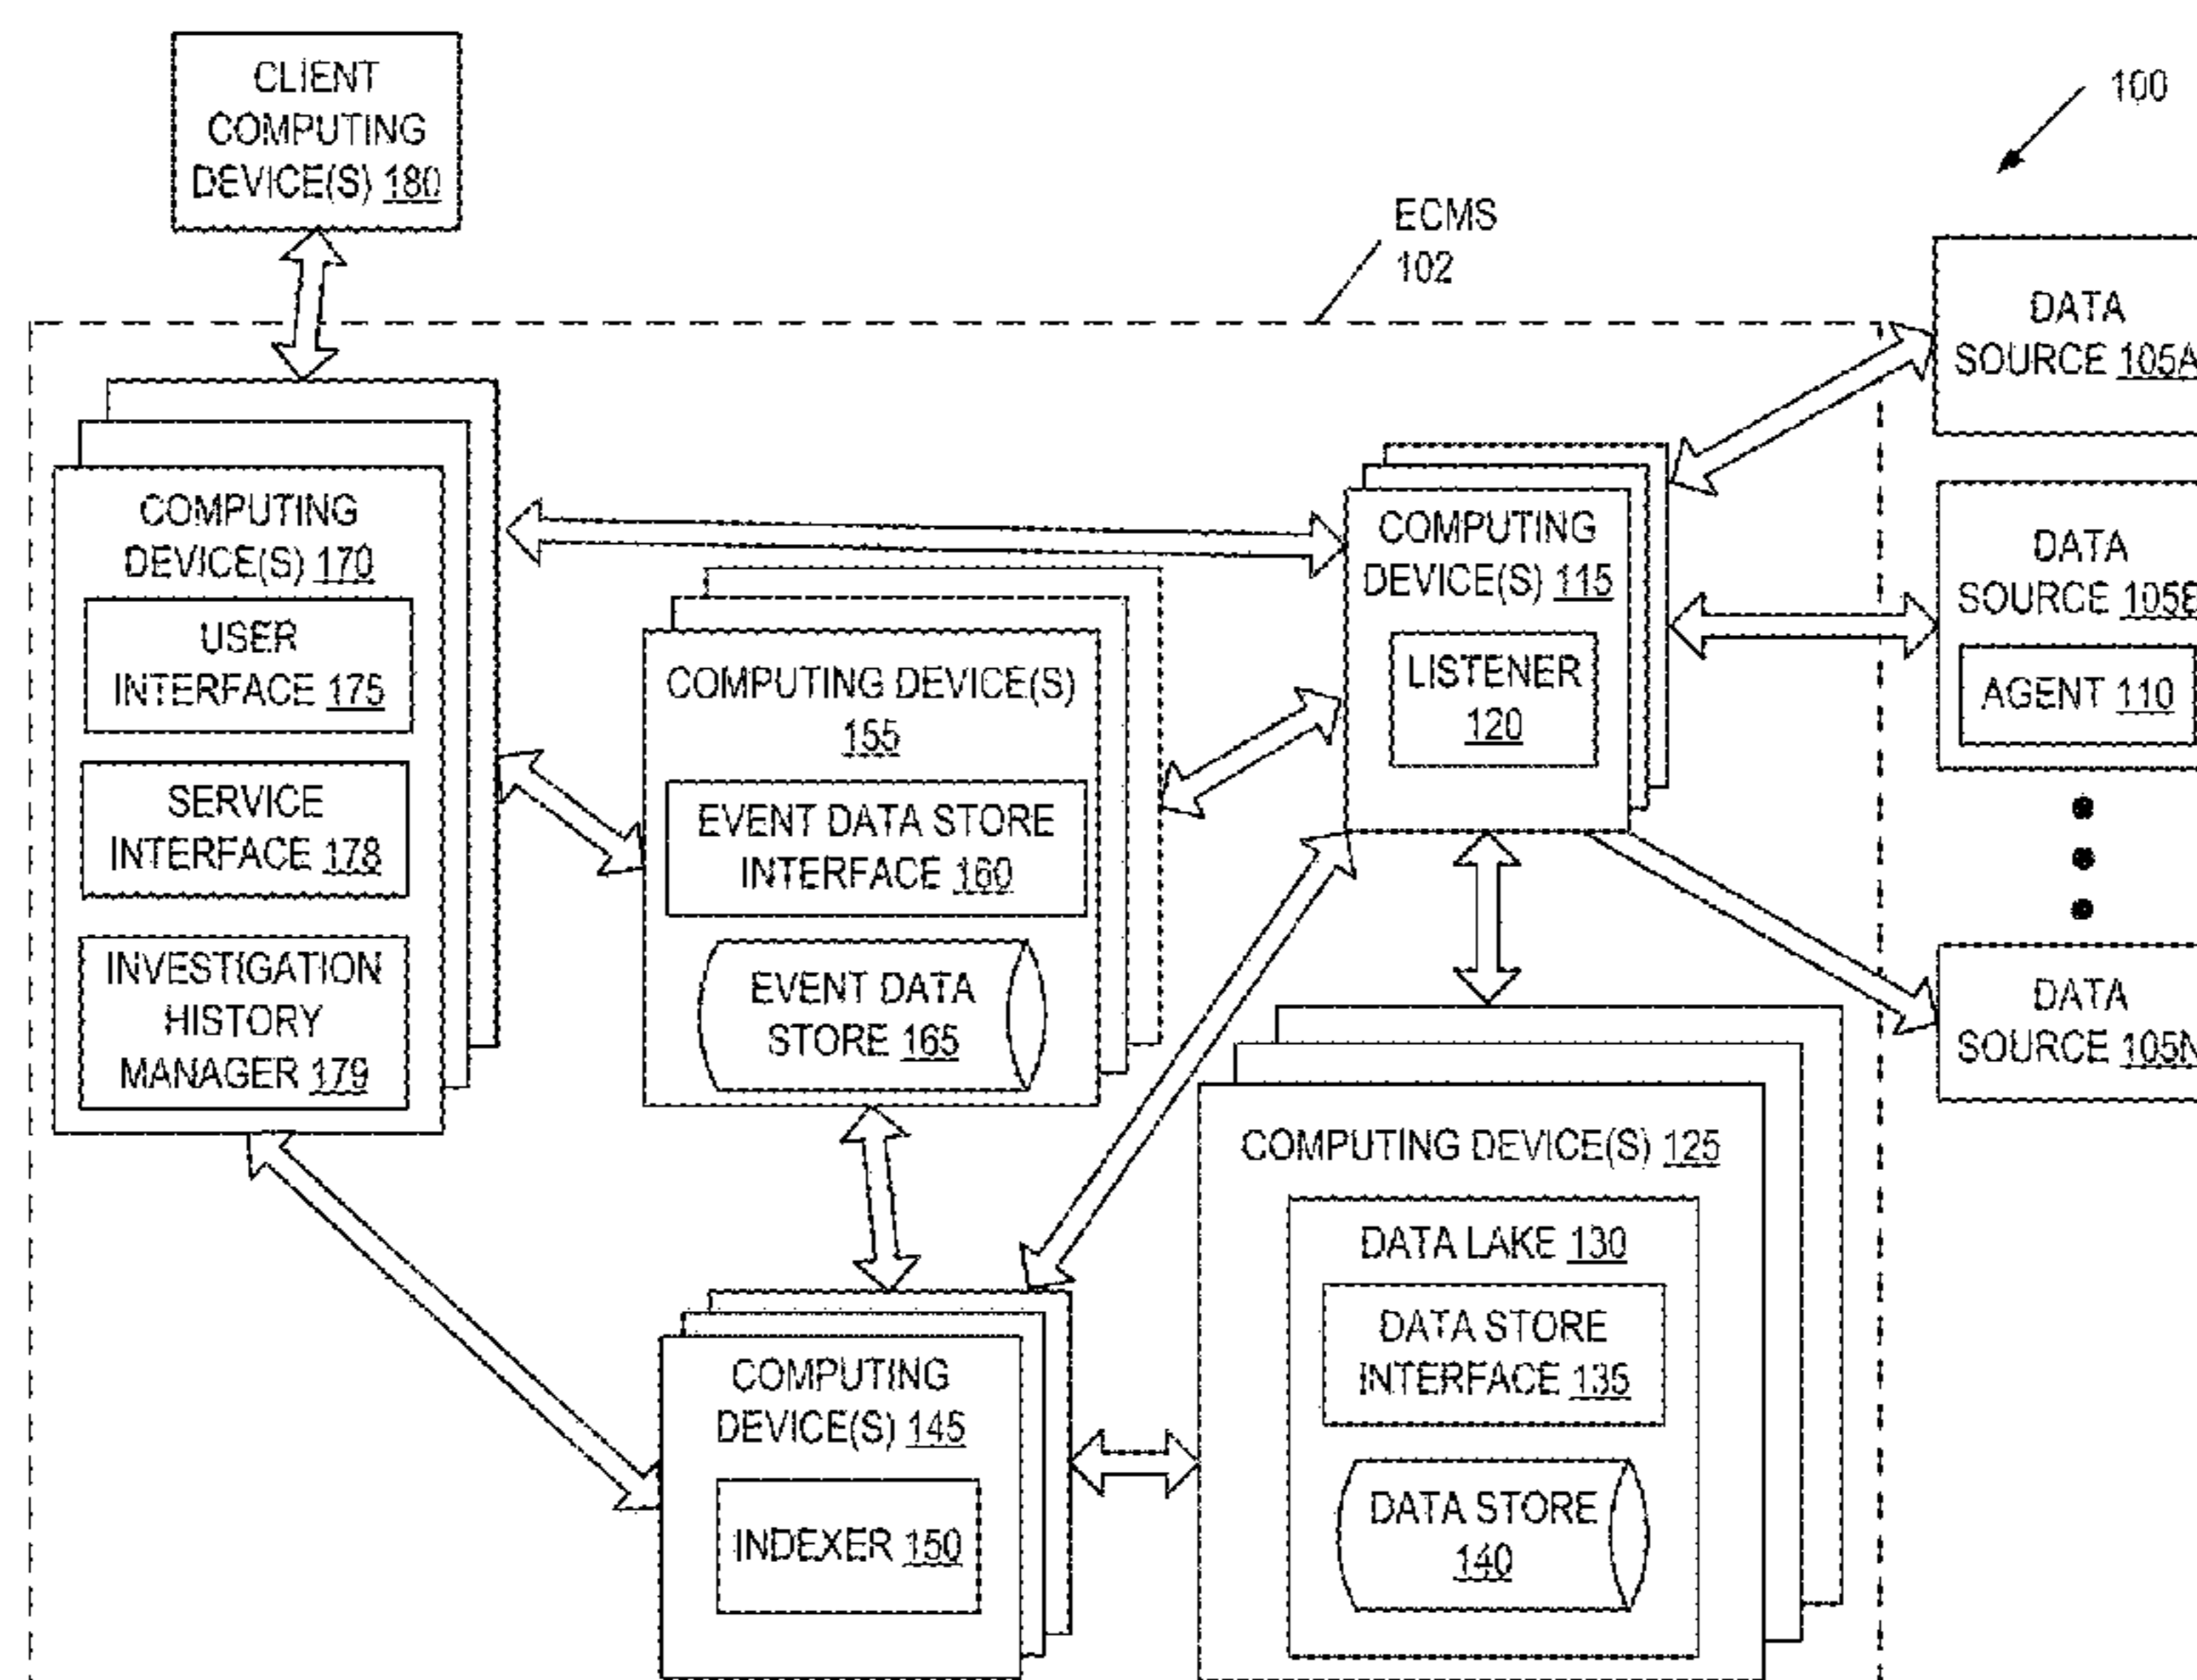 CLIENT
COMPUTING
DEVICE(S) 180
100
ECMS
102
DATA
SOURCE 105A
COMPUTING
DEVICE(S) 170
USER
INTERFACE 175
SERVICE
INTERFACE 178
INVESTIGATION
HISTORY
MANAGER 179
COMPUTING DEVICE(S)
155
EVENT DATA STORE
INTERFACE 160
EVENT DATA
STORE 165
COMPUTING
DEVICE(S) 115
LISTENER
120
DATA
SOURCE 105B
AGENT 110
DATA
SOURCE 105N
COMPUTING DEVICE(S) 125
DATA LAKE 130
DATA STORE
INTERFACE 135
DATA STORE
140
COMPUTING
DEVICE(S) 145
INDEXER 150